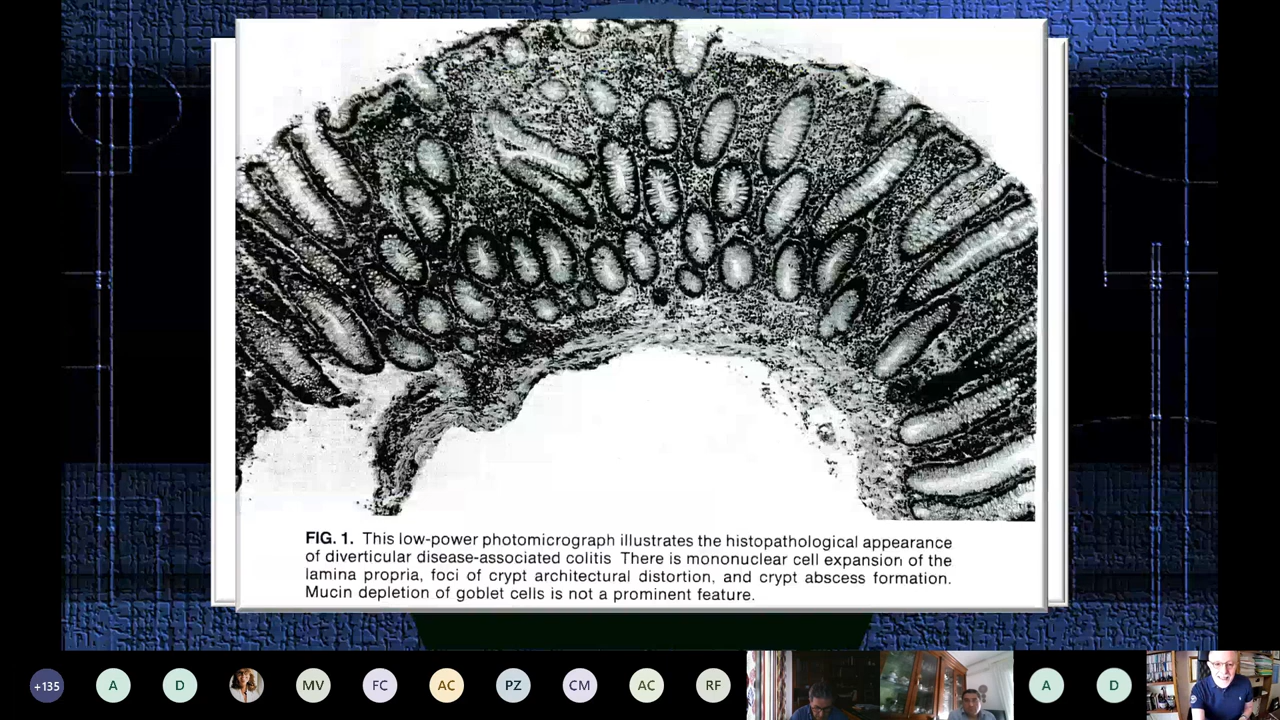 FIG. 1. This low-power photomicrograph illustrates the histopathological appearance
of diverticular disease-associated colitis There is mononuclear cell expansion of the
lamina propria, foci of crypt architectural distortion, and crypt abscess formation.
Mucin depletion of goblet cells is not a prominent feature.
+135
A
D
MV
FC
AC
PZ
CM
AC
RF
A
D